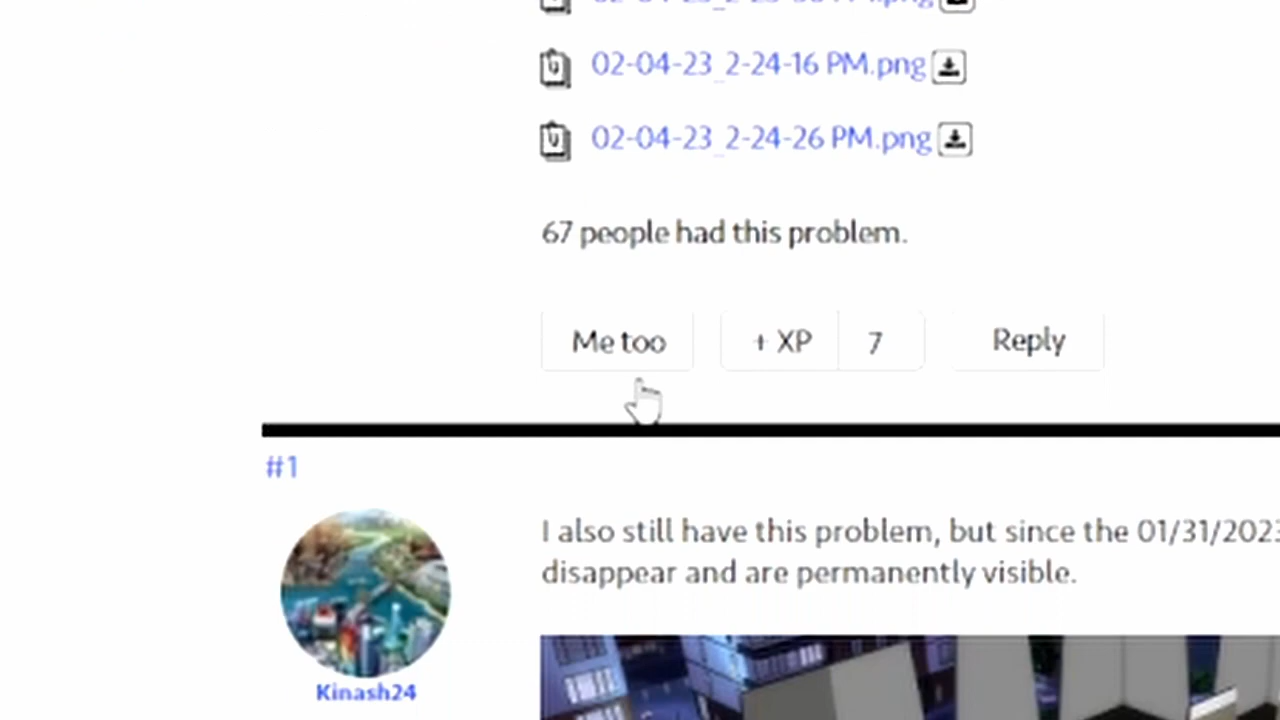 02-04-23_2-24-16 PM.png
02-04-23_2-24-26 PM.png
67 people had this problem.
Me too
+ XP
7
Reply
#1
I also still have this problem, but since the 01/31/2023
disappear and are permanently visible.
Kinash24